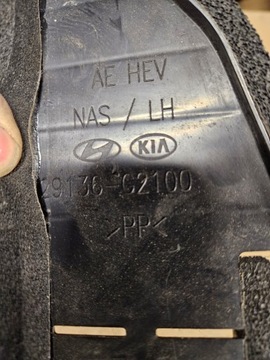 AE HEV
NAS / LH
KIA
29136-G2100
>PP<